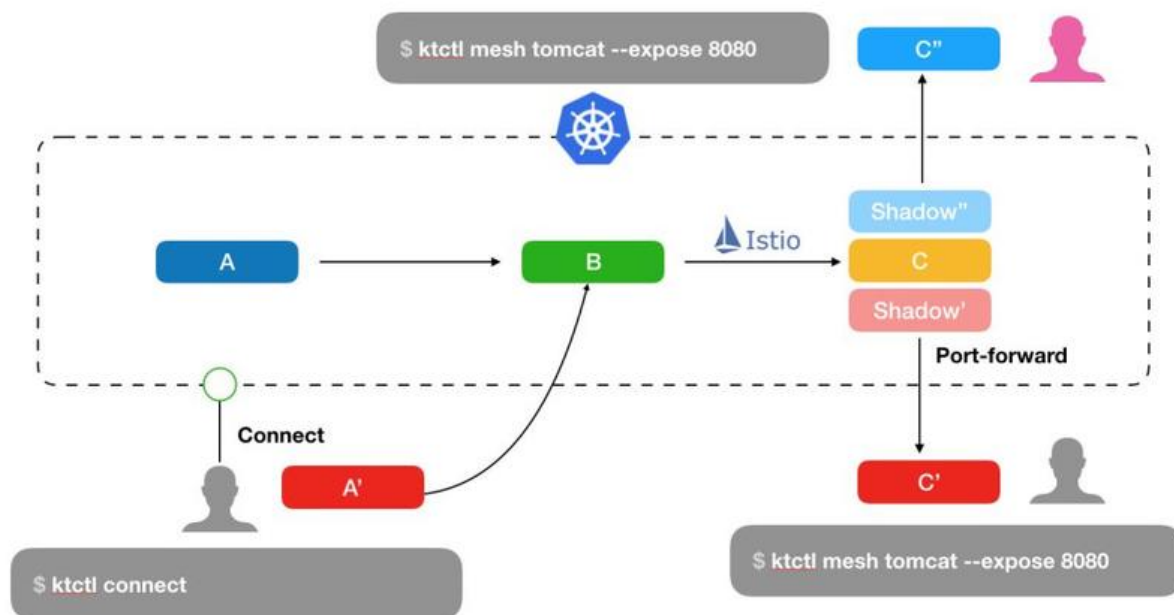 $ ktctl mesh tomcat --expose 8080
C”
Shadow”
A
B
Istio
C
Shadow’
Port-forward
Connect
A’
C’
$ ktctl connect
$ ktctl mesh tomcat --expose 8080